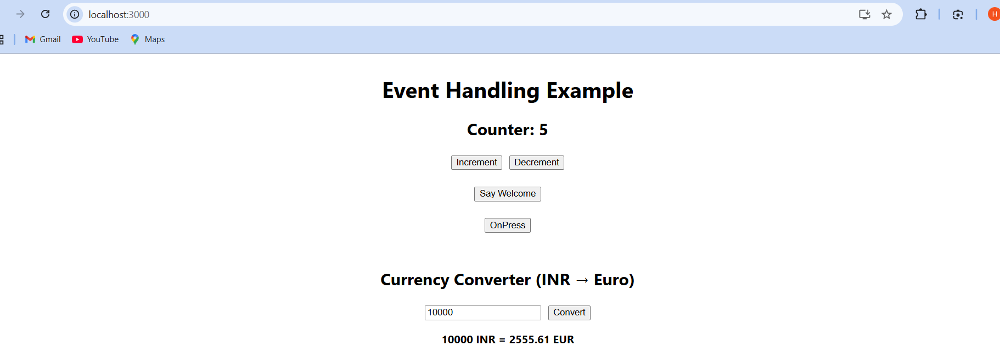 localhost:3000
H
Gmail YouTube Maps
Event Handling Example
Counter: 5
Increment Decrement
Say Welcome
OnPress
Currency Converter (INR → Euro)
10000 Convert
10000 INR = 2555.61 EUR